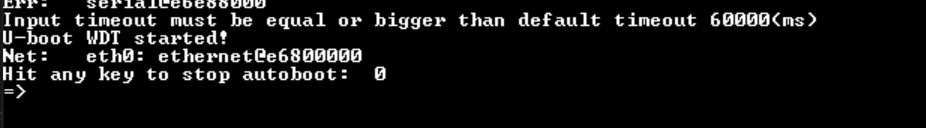 Err:   serial@e6e88000
Input timeout must be equal or bigger than default timeout 60000(ms)
U-boot WDT started!
Net:   eth0: ethernet@e6800000
Hit any key to stop autoboot:  0
=>